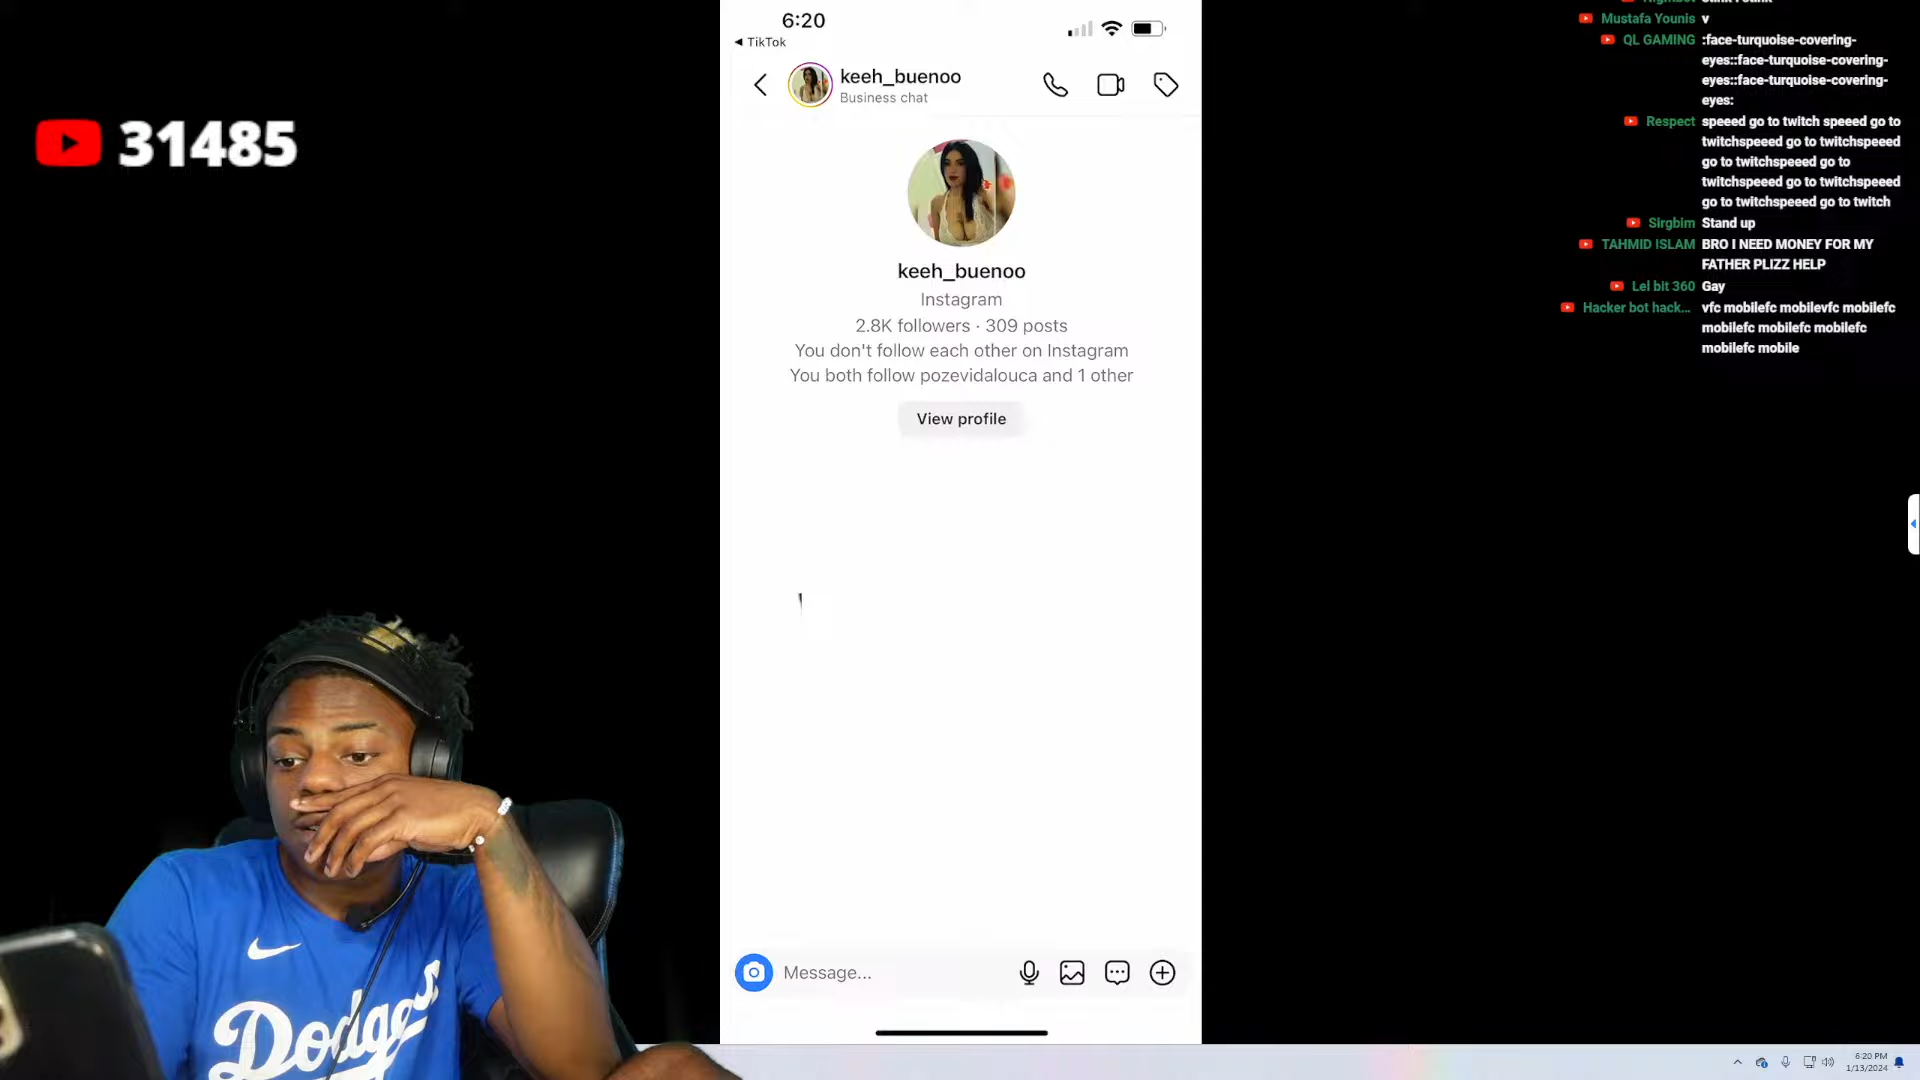 6:20
TikTok
keeh_buenoo
Business chat
31485
keeh_buenoo
Instagram
2.8K followers · 309 posts
You don't follow each other on Instagram
You both follow pozevidalouca and 1 other
View profile
Message...
Dodgers
Mustafa Younis v
QL GAMING :face-turquoise-covering-
eyes::face-turquoise-covering-
eyes::face-turquoise-covering-
eyes:
Respect speeed go to twitch speeed go to
twitchspeeed go to twitchspeeed
go to twitchspeeed go to
twitchspeeed go to twitchspeeed
go to twitchspeeed go to twitch
Sirgbim Stand up
TAHMID ISLAM BRO I NEED MONEY FOR MY
FATHER PLIZZ HELP
Lel bit 360 Gay
Hacker bot hack... vfc mobilefc mobilevfc mobilefc
mobilefc mobilefc mobilefc
mobilefc mobile
6:20 PM
1/13/2024